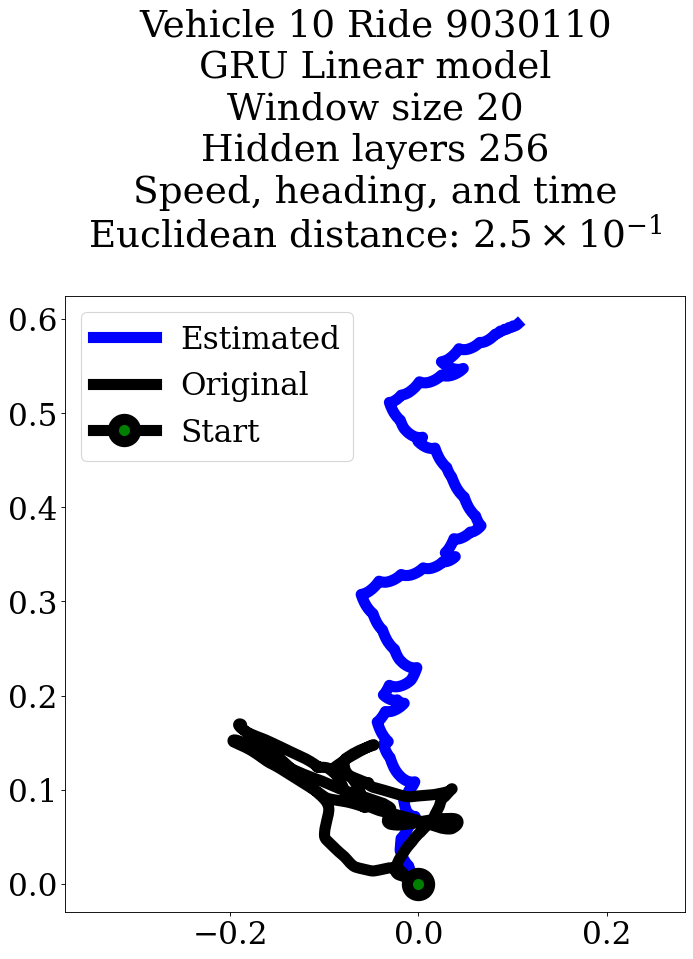 Vehicle 10 Ride 9030110
GRU Linear model
Window size 20
Hidden layers 256
Speed, heading, and time
Euclidean distance: 2.5 × 10⁻¹
Estimated
Original
Start
0.6
0.5
0.4
0.3
0.2
0.1
0.0
−0.2 0.0 0.2